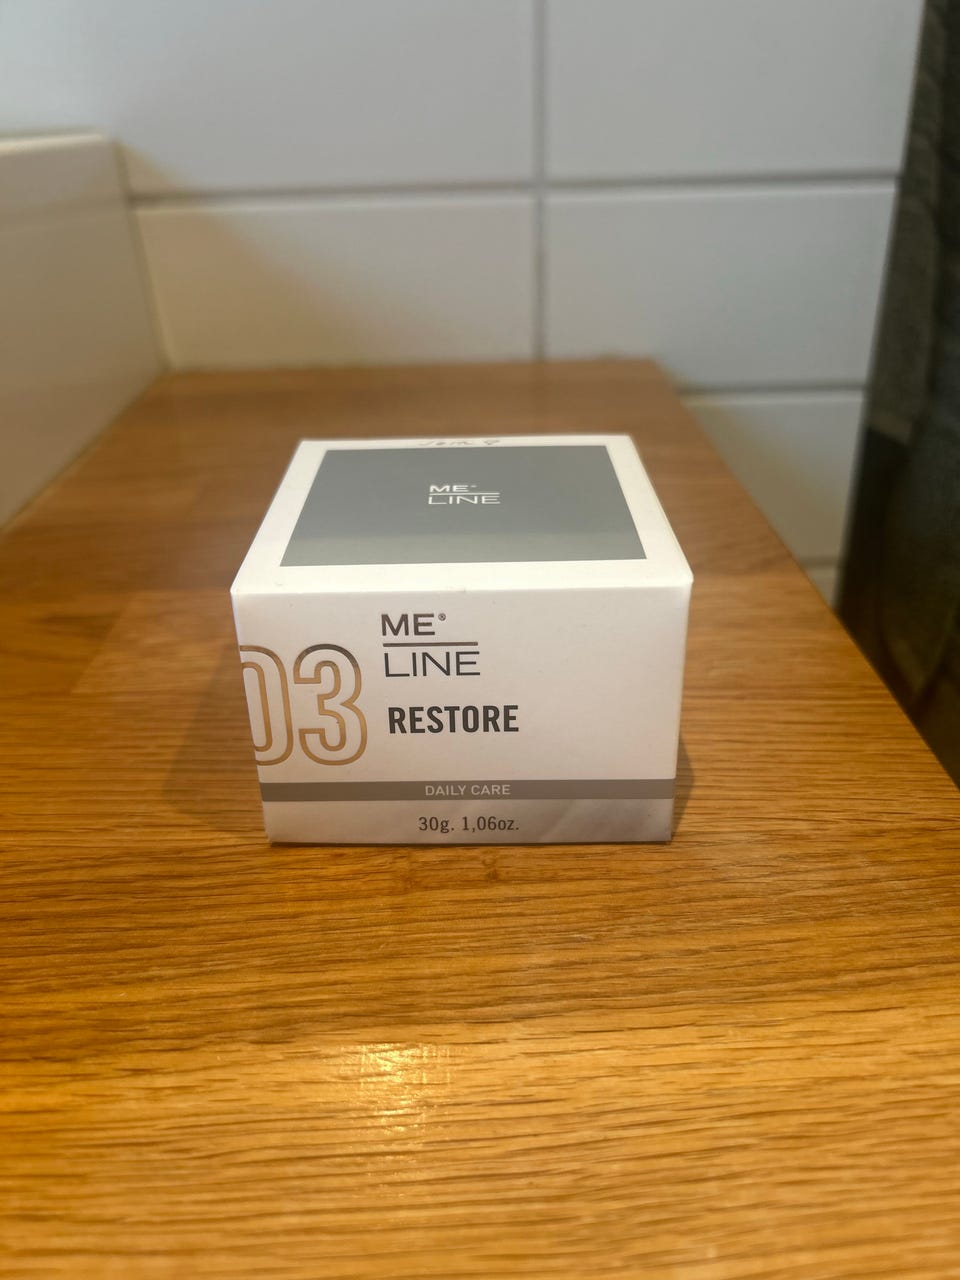 ME®
LINE
ME®
LINE
03
RESTORE
DAILY CARE
30g. 1,06oz.